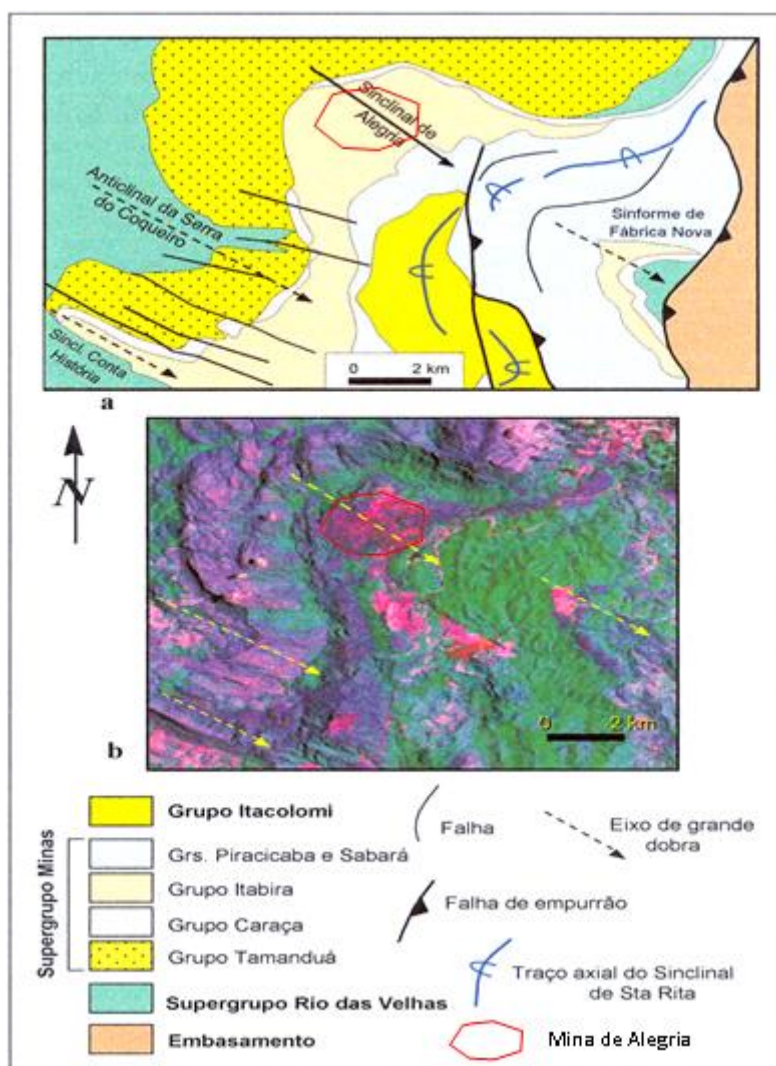 Sinclinal de
Alegria
Anticlinal da Serra
do Coqueiro
Sinforme de
Fábrica Nova
Sincl. Conta
História
0 2 km
a
N
0 2 km
b
Grupo Itacolomi
Supergrupo Minas
Grs. Piracicaba e Sabará
Grupo Itabira
Grupo Caraça
Grupo Tamanduá
Supergrupo Rio das Velhas
Embasamento
Falha
Eixo de grande
dobra
Falha de empurrão
Traço axial do Sinclinal
de Sta Rita
Mina de Alegria